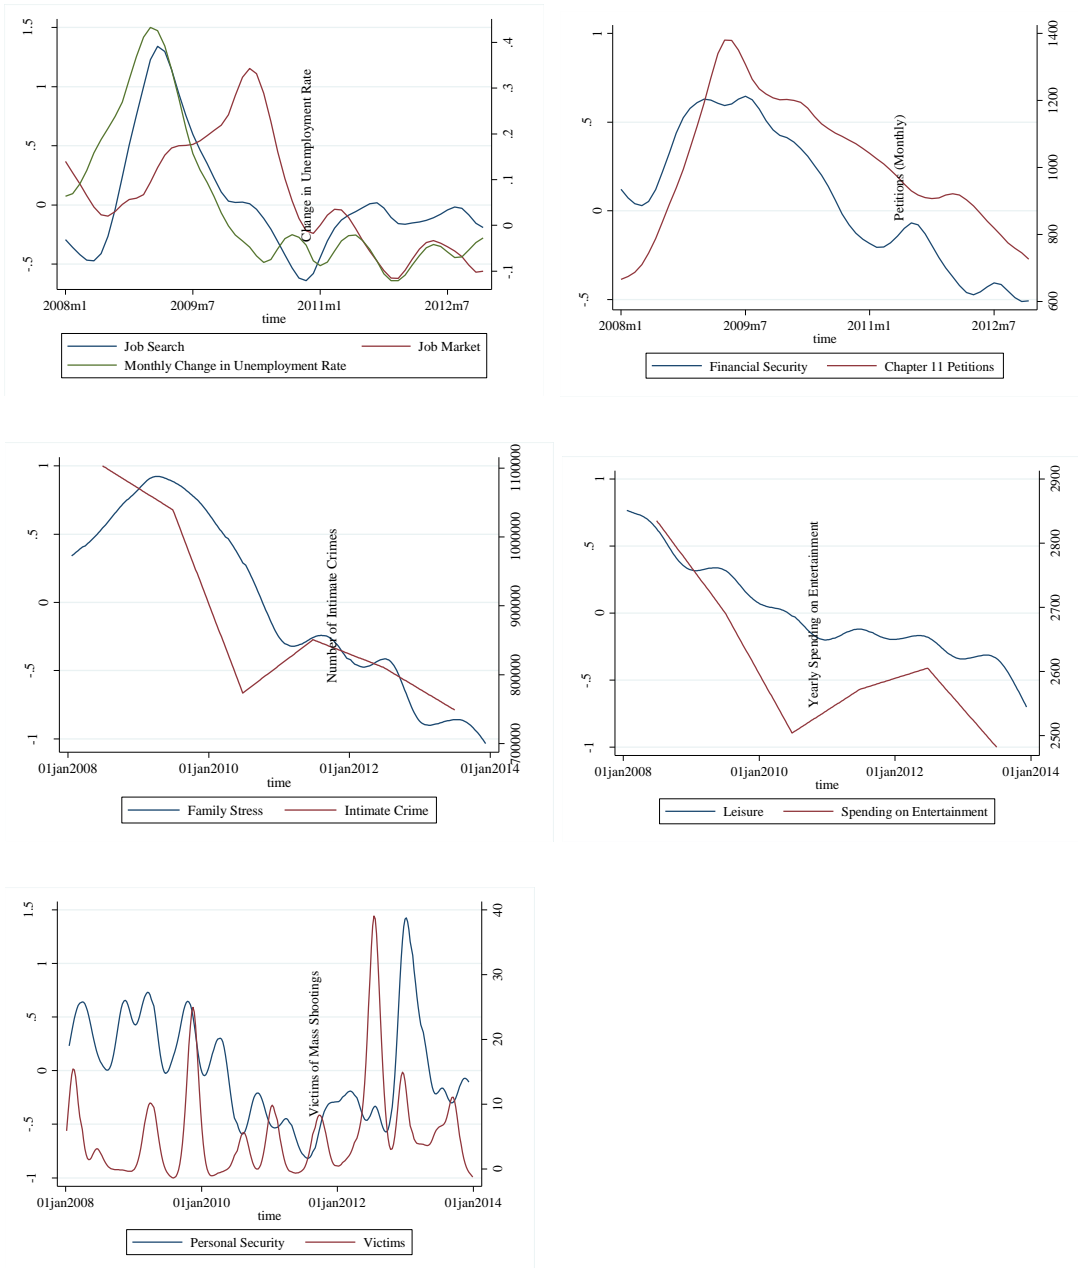 1.5
1
.5
0
-.5
.4
.3
.2
.1
0
-.1
Change in Unemployment Rate
2008m1 2009m7 2011m1 2012m7
time
Job Search Job Market
Monthly Change in Unemployment Rate
1
.5
0
-.5
1400
1200
1000
800
600
Petitions (Monthly)
2008m1 2009m7 2011m1 2012m7
time
Financial Security Chapter 11 Petitions
1
.5
0
-.5
-1
1100000
1000000
900000
800000
700000
Number of Intimate Crimes
01jan2008 01jan2010 01jan2012 01jan2014
time
Family Stress Intimate Crime
1
.5
0
-.5
-1
2900
2800
2700
2600
2500
Yearly Spending on Entertainment
01jan2008 01jan2010 01jan2012 01jan2014
time
Leisure Spending on Entertainment
1.5
1
.5
0
-.5
-1
40
30
20
10
0
Victims of Mass Shootings
01jan2008 01jan2010 01jan2012 01jan2014
time
Personal Security Victims